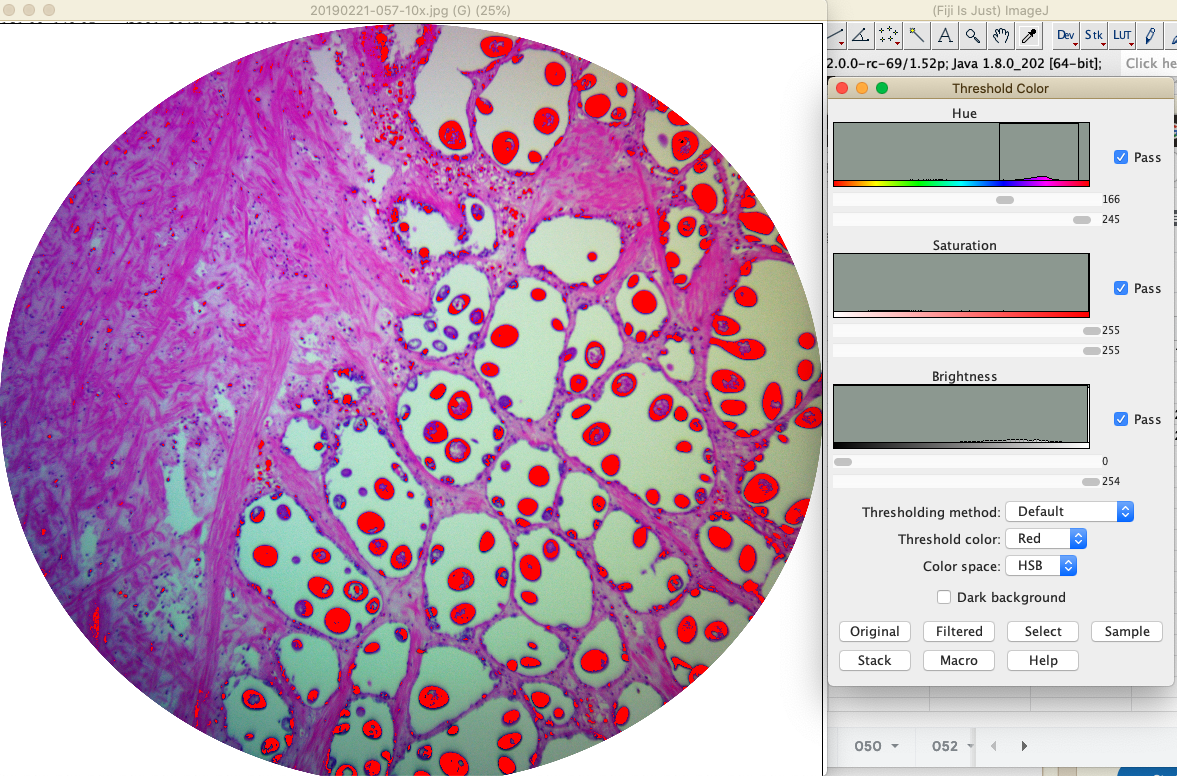 20190221-057-10x.jpg (G) (25%)
(Fiji Is Just) ImageJ
A Dev Stk LUT
2.0.0-rc-69/1.52p; Java 1.8.0_202 [64-bit]; Click he
Threshold Color
Hue
Pass
166
245
Saturation
Pass
255
255
Brightness
Pass
0
254
Thresholding method: Default
Threshold color: Red
Color space: HSB
Dark background
Original Filtered Select Sample
Stack Macro Help
050 052